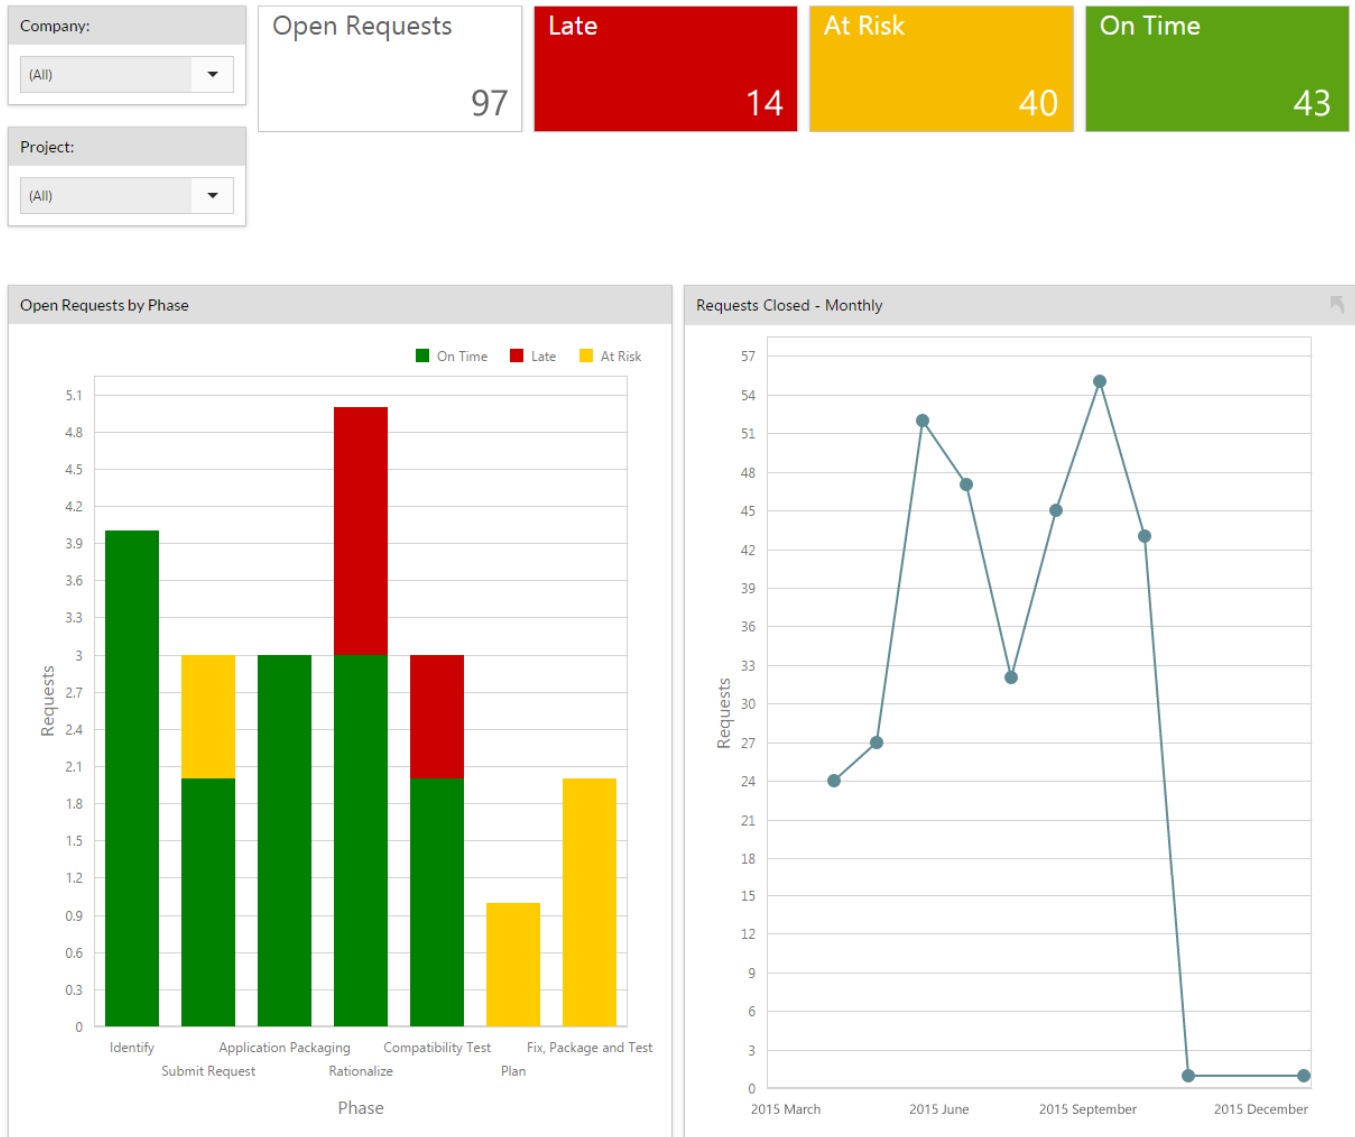 Company:
(All)
Project:
(All)
Open Requests
97
Late
14
At Risk
40
On Time
43
Open Requests by Phase
On Time Late At Risk
5.1
4.8
4.5
4.2
3.9
3.6
3.3
3
2.7
2.4
2.1
1.8
1.5
1.2
0.9
0.6
0.3
0
Requests
Identify Application Packaging Compatibility Test Fix, Package and Test
Submit Request Rationalize Plan
Phase
Requests Closed - Monthly
57
54
51
48
45
42
39
36
33
30
27
24
21
18
15
12
9
6
3
0
Requests
2015 March 2015 June 2015 September 2015 December